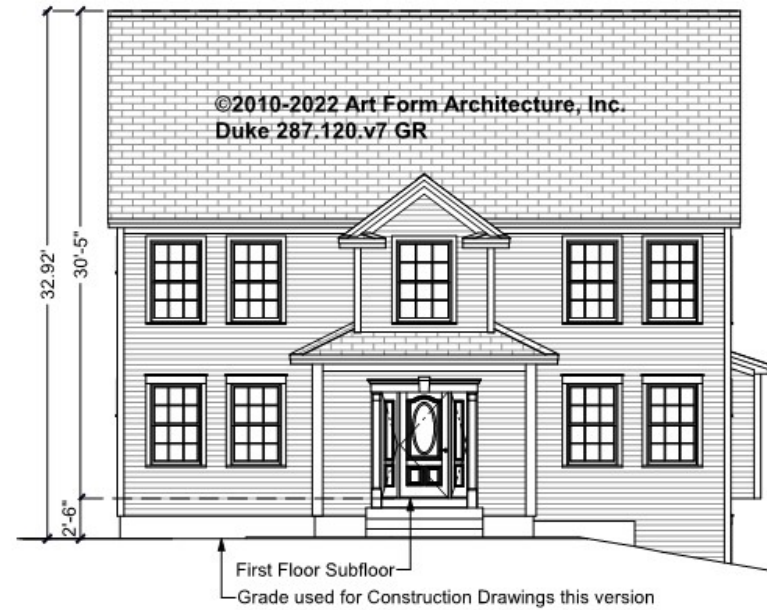 ©2010-2022 Art Form Architecture, Inc.
Duke 287.120.v7 GR
32.92'
30'-5"
2'-6"
First Floor Subfloor
Grade used for Construction Drawings this version